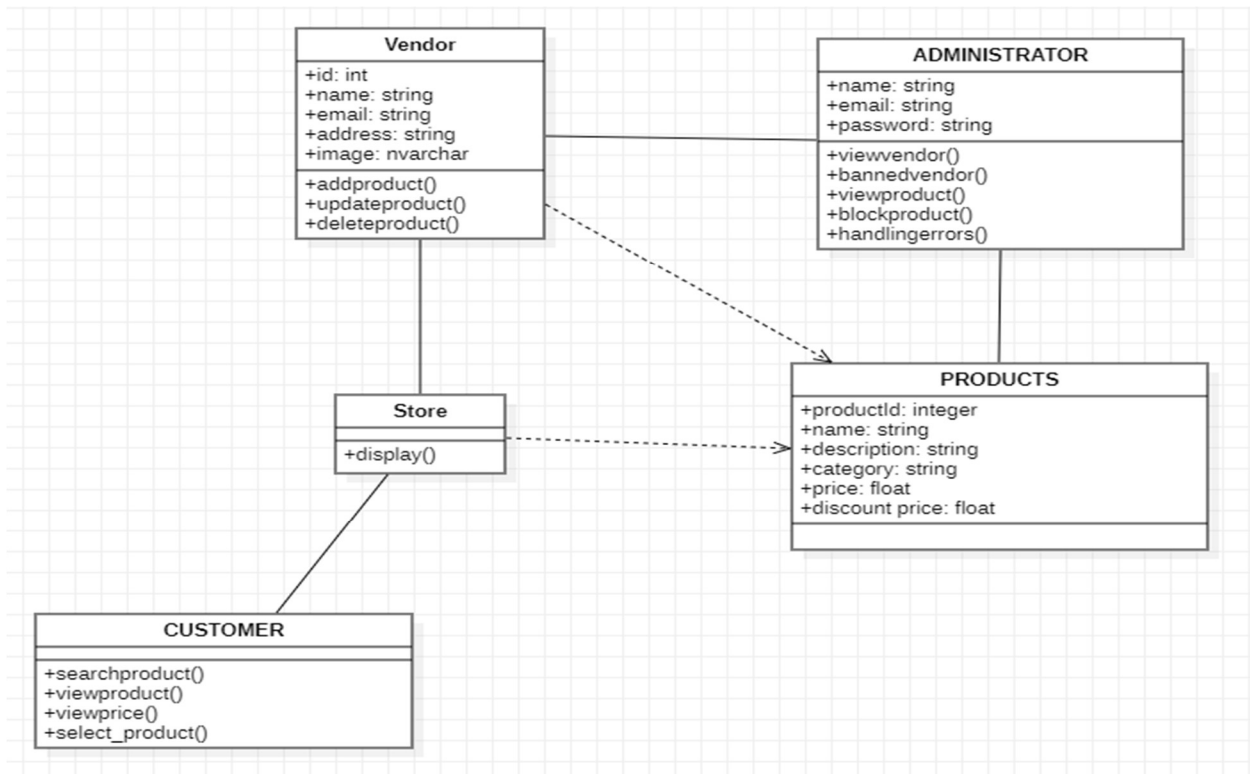 Vendor
+id: int
+name: string
+email: string
+address: string
+image: nvarchar
+addproduct()
+updateproduct()
+deleteproduct()
ADMINISTRATOR
+name: string
+email: string
+password: string
+viewvendor()
+bannedvendor()
+viewproduct()
+blockproduct()
+handlingerrors()
Store
+display()
PRODUCTS
+productId: integer
+name: string
+description: string
+category: string
+price: float
+discount price: float
CUSTOMER
+searchproduct()
+viewproduct()
+viewprice()
+select_product()